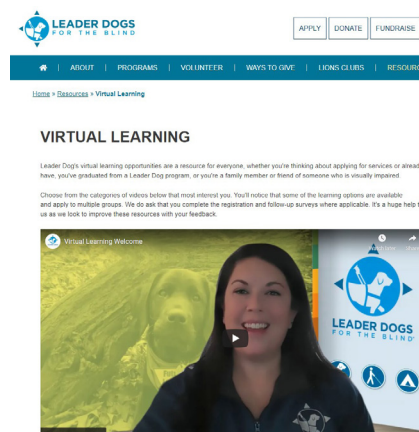 LEADER DOGS
FOR THE BLIND
APPLY
DONATE
FUNDRAISE
ABOUT | PROGRAMS | VOLUNTEER | WAYS TO GIVE | LIONS CLUBS | RESOURC
Home » Resources » Virtual Learning
VIRTUAL LEARNING
Leader Dog's virtual learning opportunities are a resource for everyone, whether you're thinking about applying for services or alread
have, you've graduated from a Leader Dog program, or you're a family member or friend of someone who is visually impaired.
Choose from the categories of videos below that most interest you. You'll notice that some of the learning options are available
and apply to multiple groups. We do ask that you complete the registration and follow-up surveys where applicable. It's a huge help t
us as we look to improve these resources with your feedback.
Virtual Learning Welcome
LEADER DOGS
FOR THE BLIND